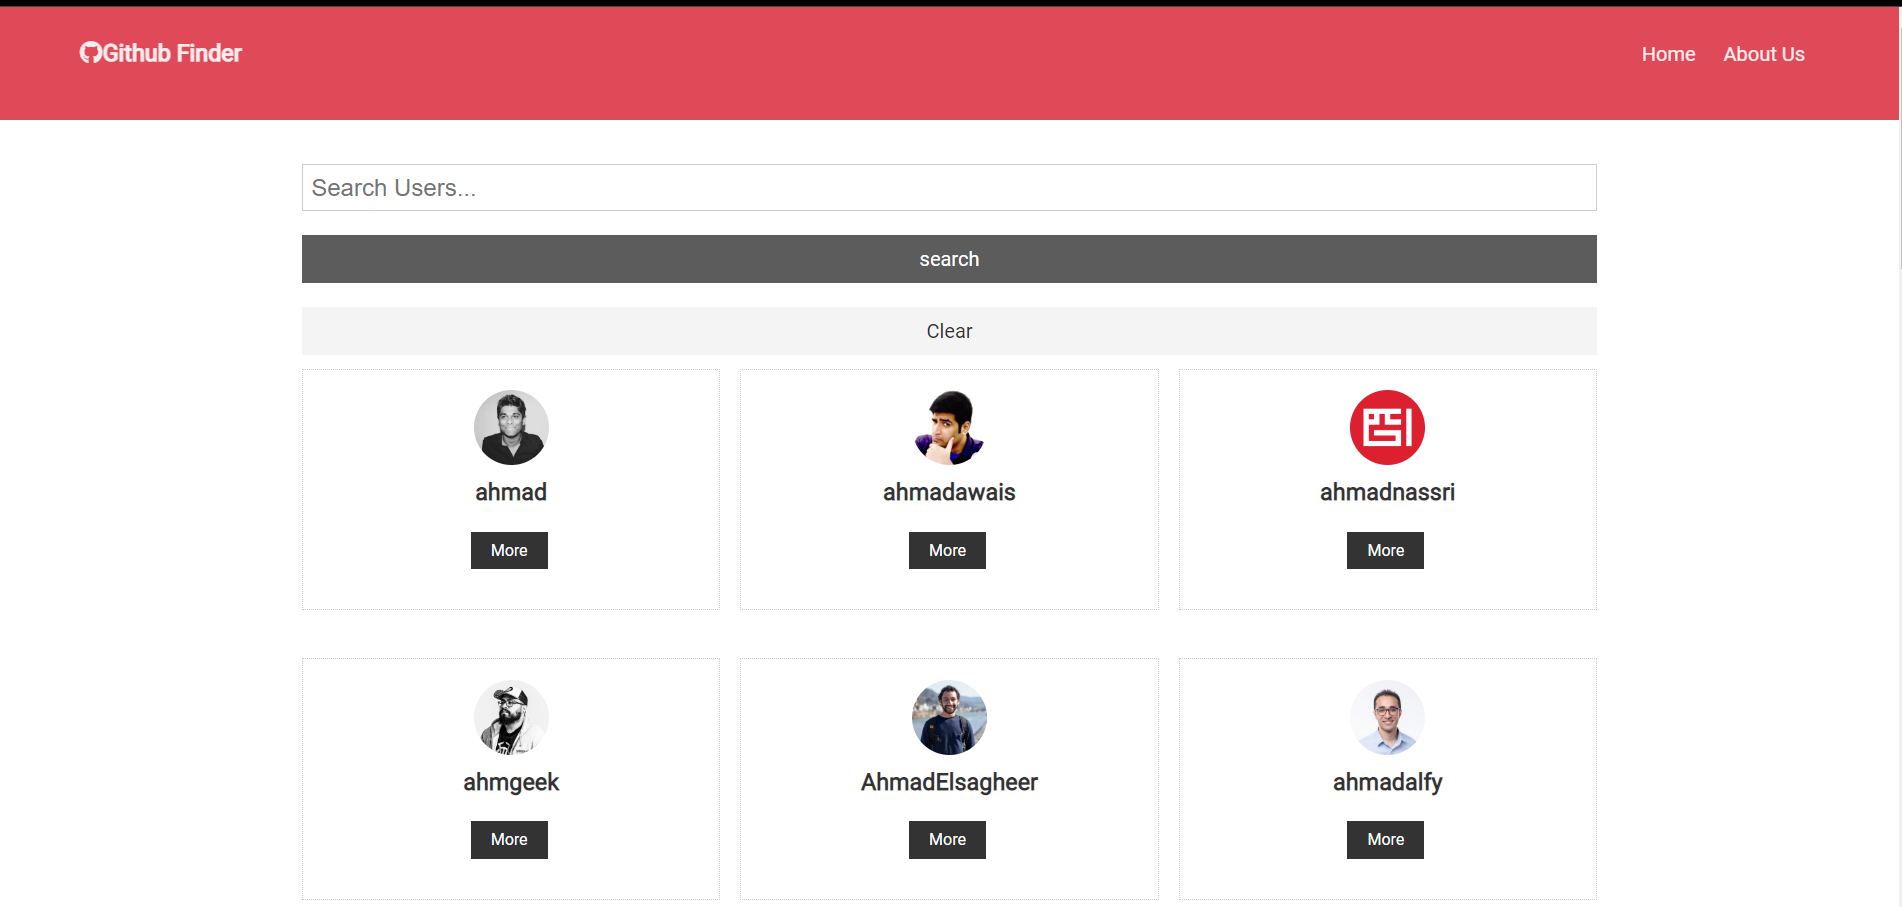 Github Finder
Home About Us
Search Users...
search
Clear
ahmad
More
ahmadawais
More
ahmadnassri
More
ahmgeek
More
AhmadElsagheer
More
ahmadalfy
More